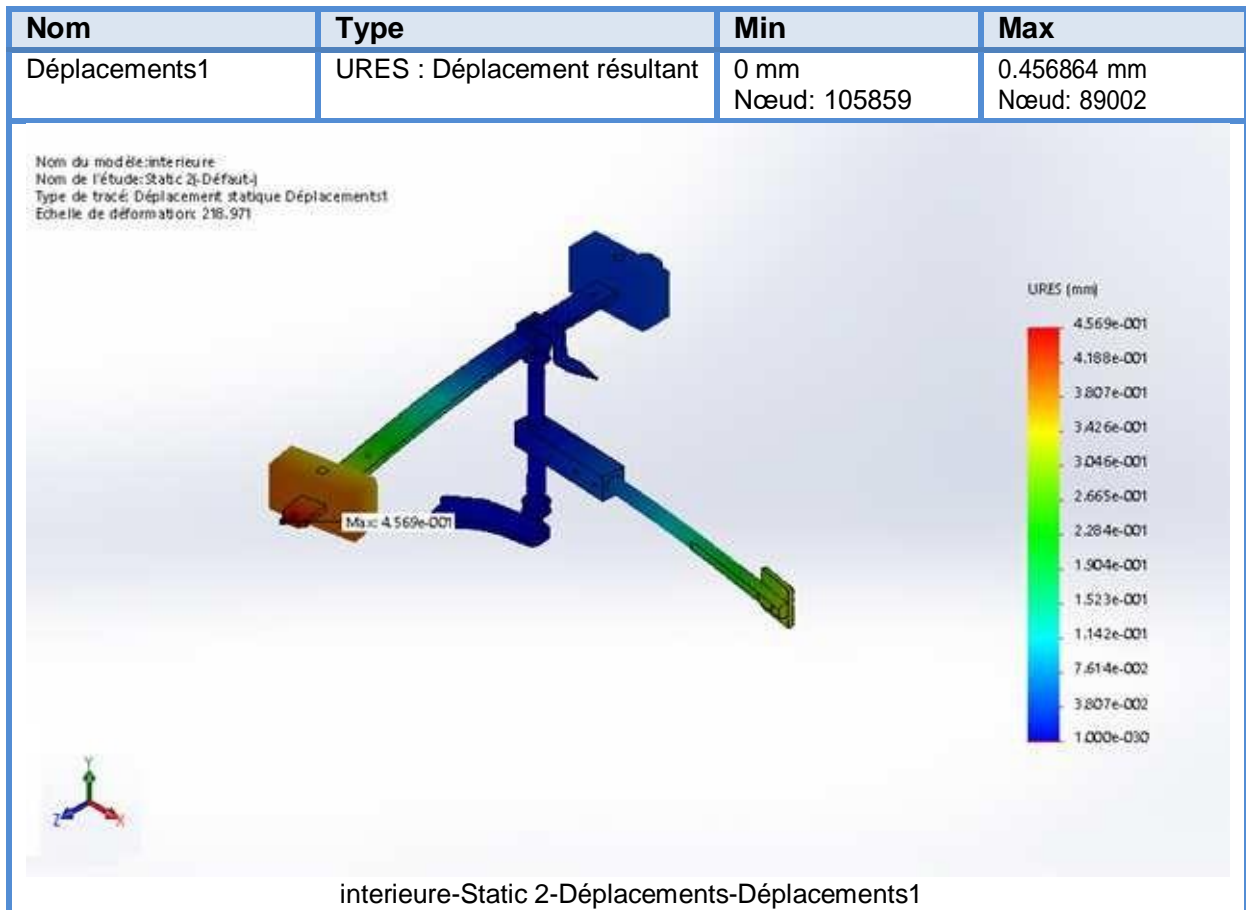 Nom Type Min Max
Déplacements1 URES : Déplacement résultant 0 mm 0.456864 mm
Nœud: 105859 Nœud: 89002
Nom du modèle:interieure
Nom de l'étude:Static 2(-Défaut-)
Type de tracé: Déplacement statique Déplacements1
Echelle de déformation: 218.971
URES (mm)
4.569e-001
4.188e-001
3.807e-001
3.426e-001
3.046e-001
2.665e-001
2.284e-001
1.904e-001
1.523e-001
1.142e-001
7.614e-002
3.807e-002
1.000e-030
Max: 4.569e-001
Y
Z
X
interieure-Static 2-Déplacements-Déplacements1